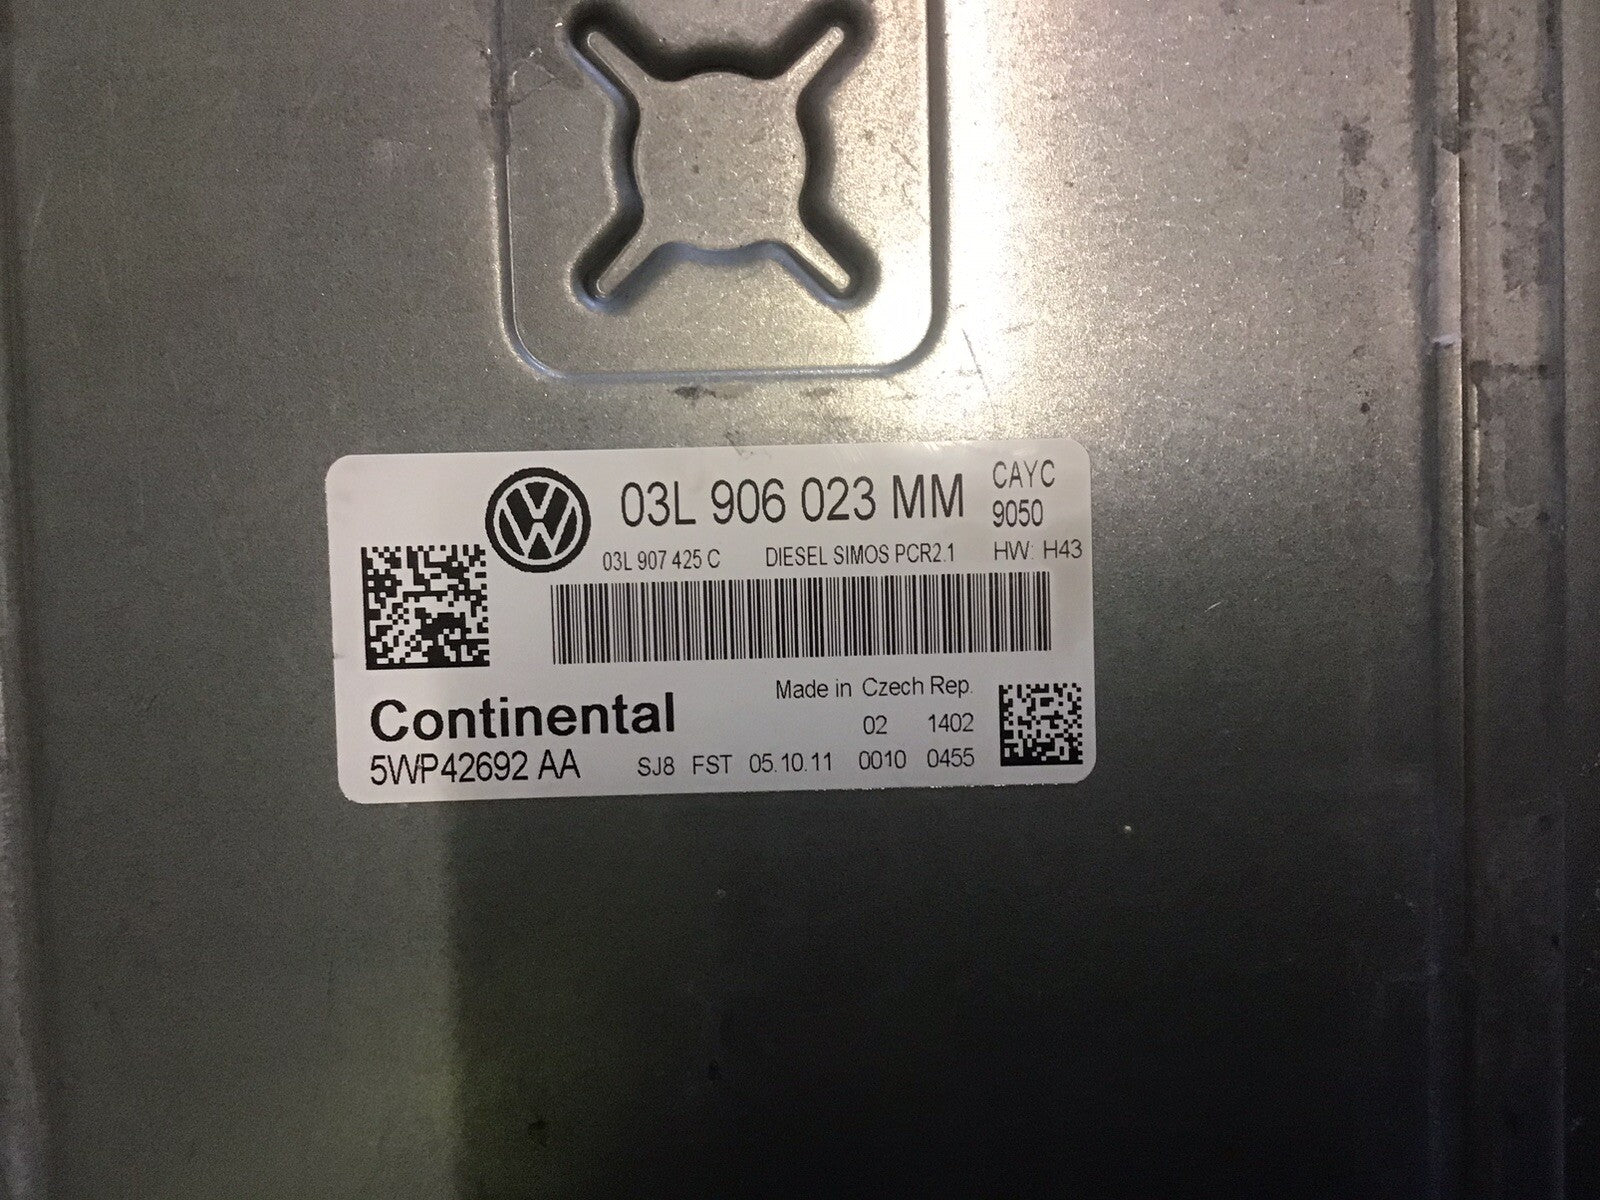 03L 906 023 MM CAYC
9050
03L 907 425 C DIESEL SIMOS PCR2.1 HW: H43
Made in Czech Rep.
Continental 02 1402
5WP42692 AA SJ8 FST 05.10.11 0010 0455